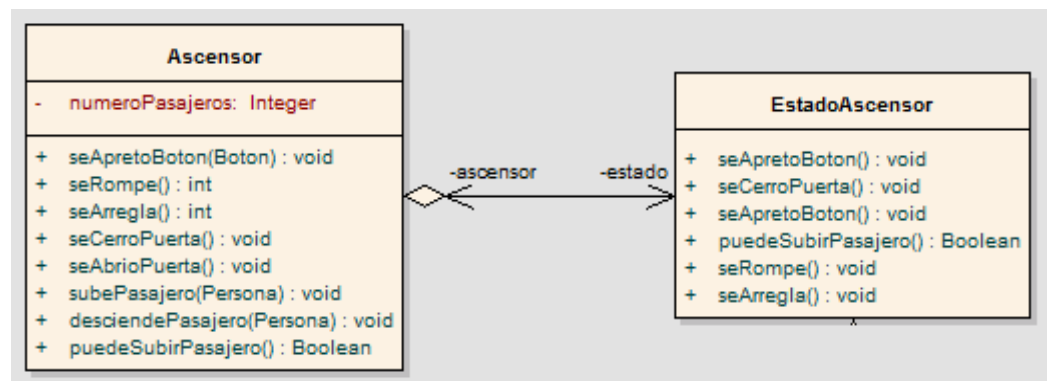 Ascensor
- numeroPasajeros: Integer
+ seApretoBoton(Boton) : void
+ seRompe() : int
+ seArregla() : int
+ seCerroPuerta() : void
+ seAbrioPuerta() : void
+ subePasajero(Persona) : void
+ desciendePasajero(Persona) : void
+ puedeSubirPasajero() : Boolean
-ascensor
-estado
EstadoAscensor
+ seApretoBoton() : void
+ seCerroPuerta() : void
+ seApretoBoton() : void
+ puedeSubirPasajero() : Boolean
+ seRompe() : void
+ seArregla() : void